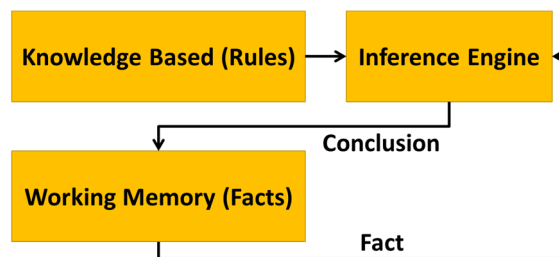 Knowledge Based (Rules)
Inference Engine
Conclusion
Working Memory (Facts)
Fact